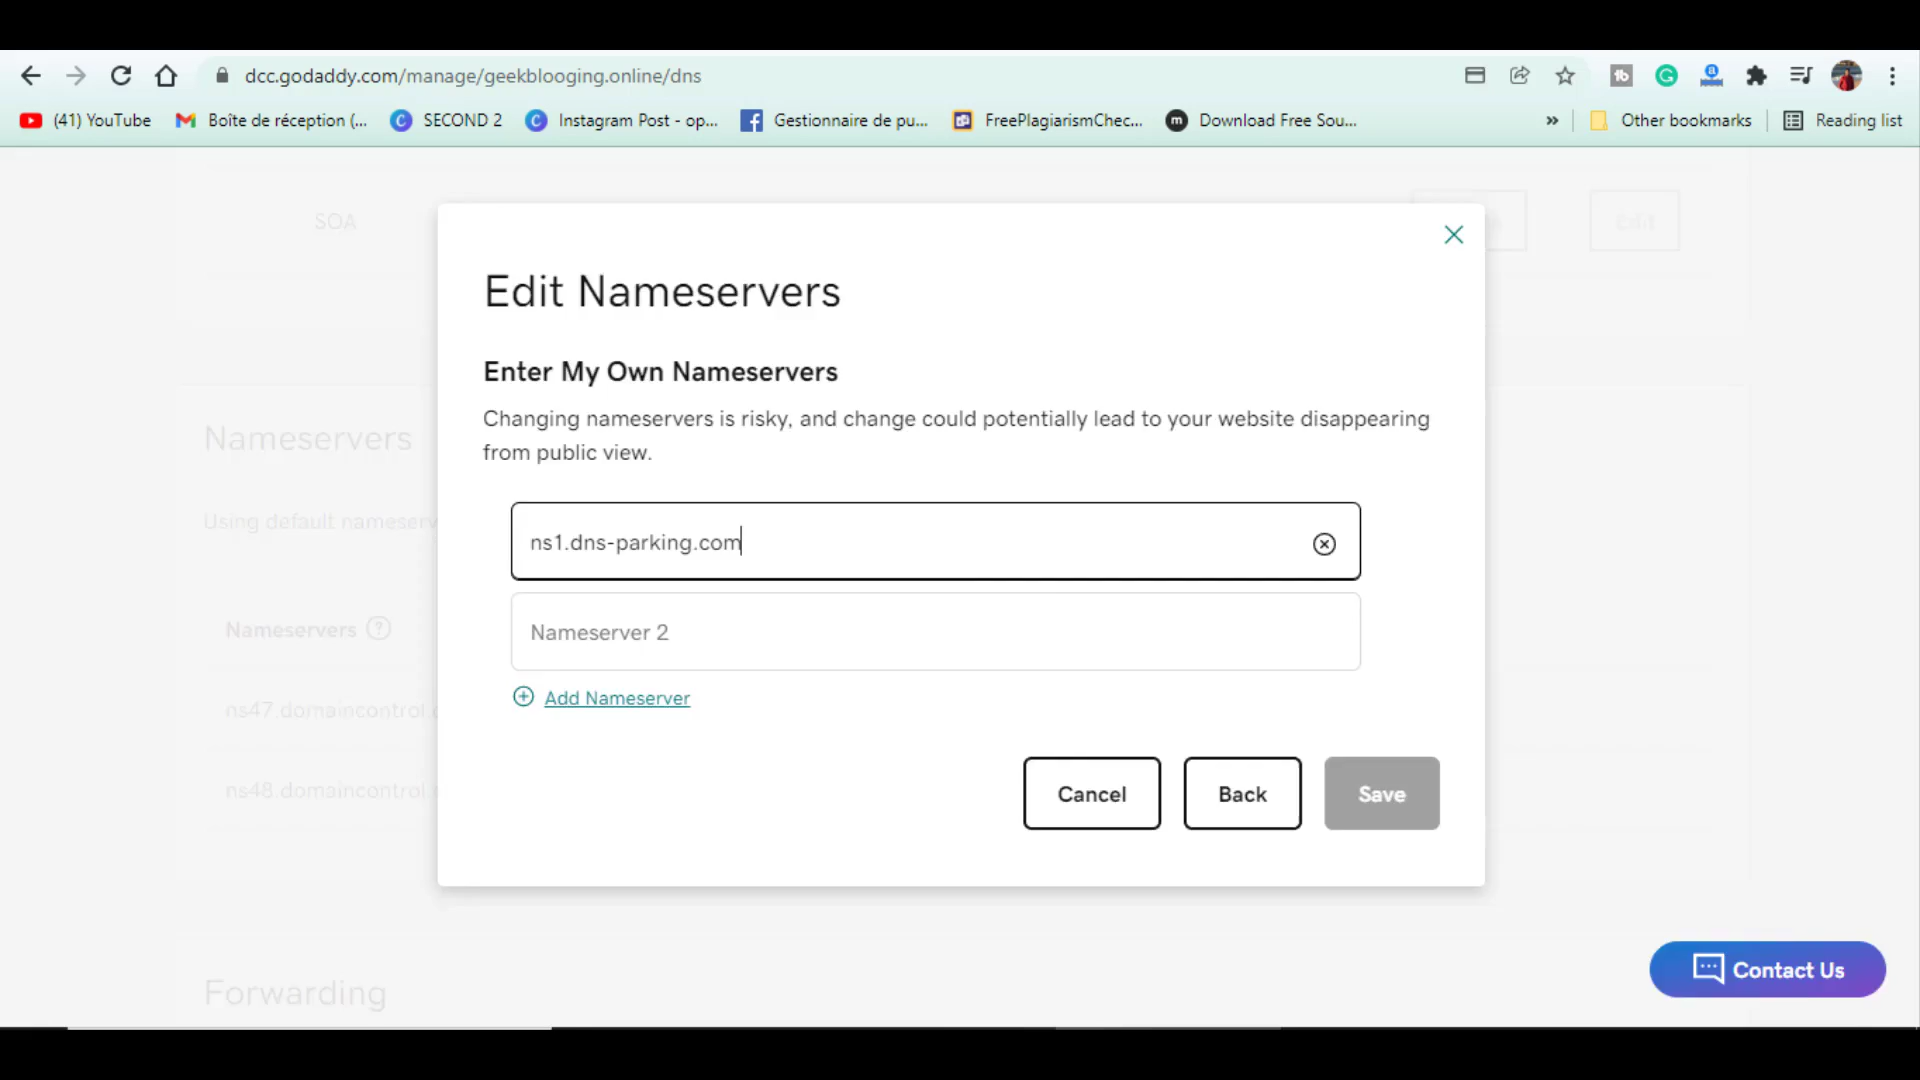 dcc.godaddy.com/manage/geekblooging.online/dns
(41) YouTube
Boîte de réception (...
SECOND 2
Instagram Post - op...
Gestionnaire de pu...
FreePlagiarismChec...
Download Free Sou...
»
Other bookmarks
Reading list
SOA
Edit
Edit Nameservers
Enter My Own Nameservers
Changing nameservers is risky, and change could potentially lead to your website disappearing
from public view.
Nameservers
Using default nameserv
ns1.dns-parking.com
Nameserver 2
Nameservers
Add Nameserver
ns47.domaincontrol.
ns48.domaincontrol.
Cancel
Back
Save
Contact Us
Forwarding